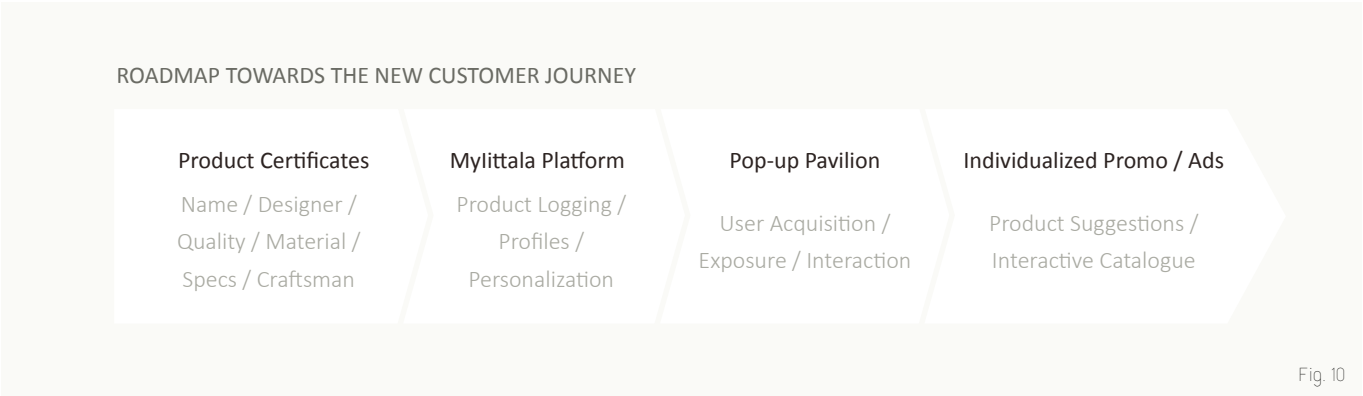 ROADMAP TOWARDS THE NEW CUSTOMER JOURNEY
Product Certificates
Name / Designer /
Quality / Material /
Specs / Craftsman
MyIittala Platform
Product Logging /
Profiles /
Personalization
Pop-up Pavilion
User Acquisition /
Exposure / Interaction
Individualized Promo / Ads
Product Suggestions /
Interactive Catalogue
Fig. 10